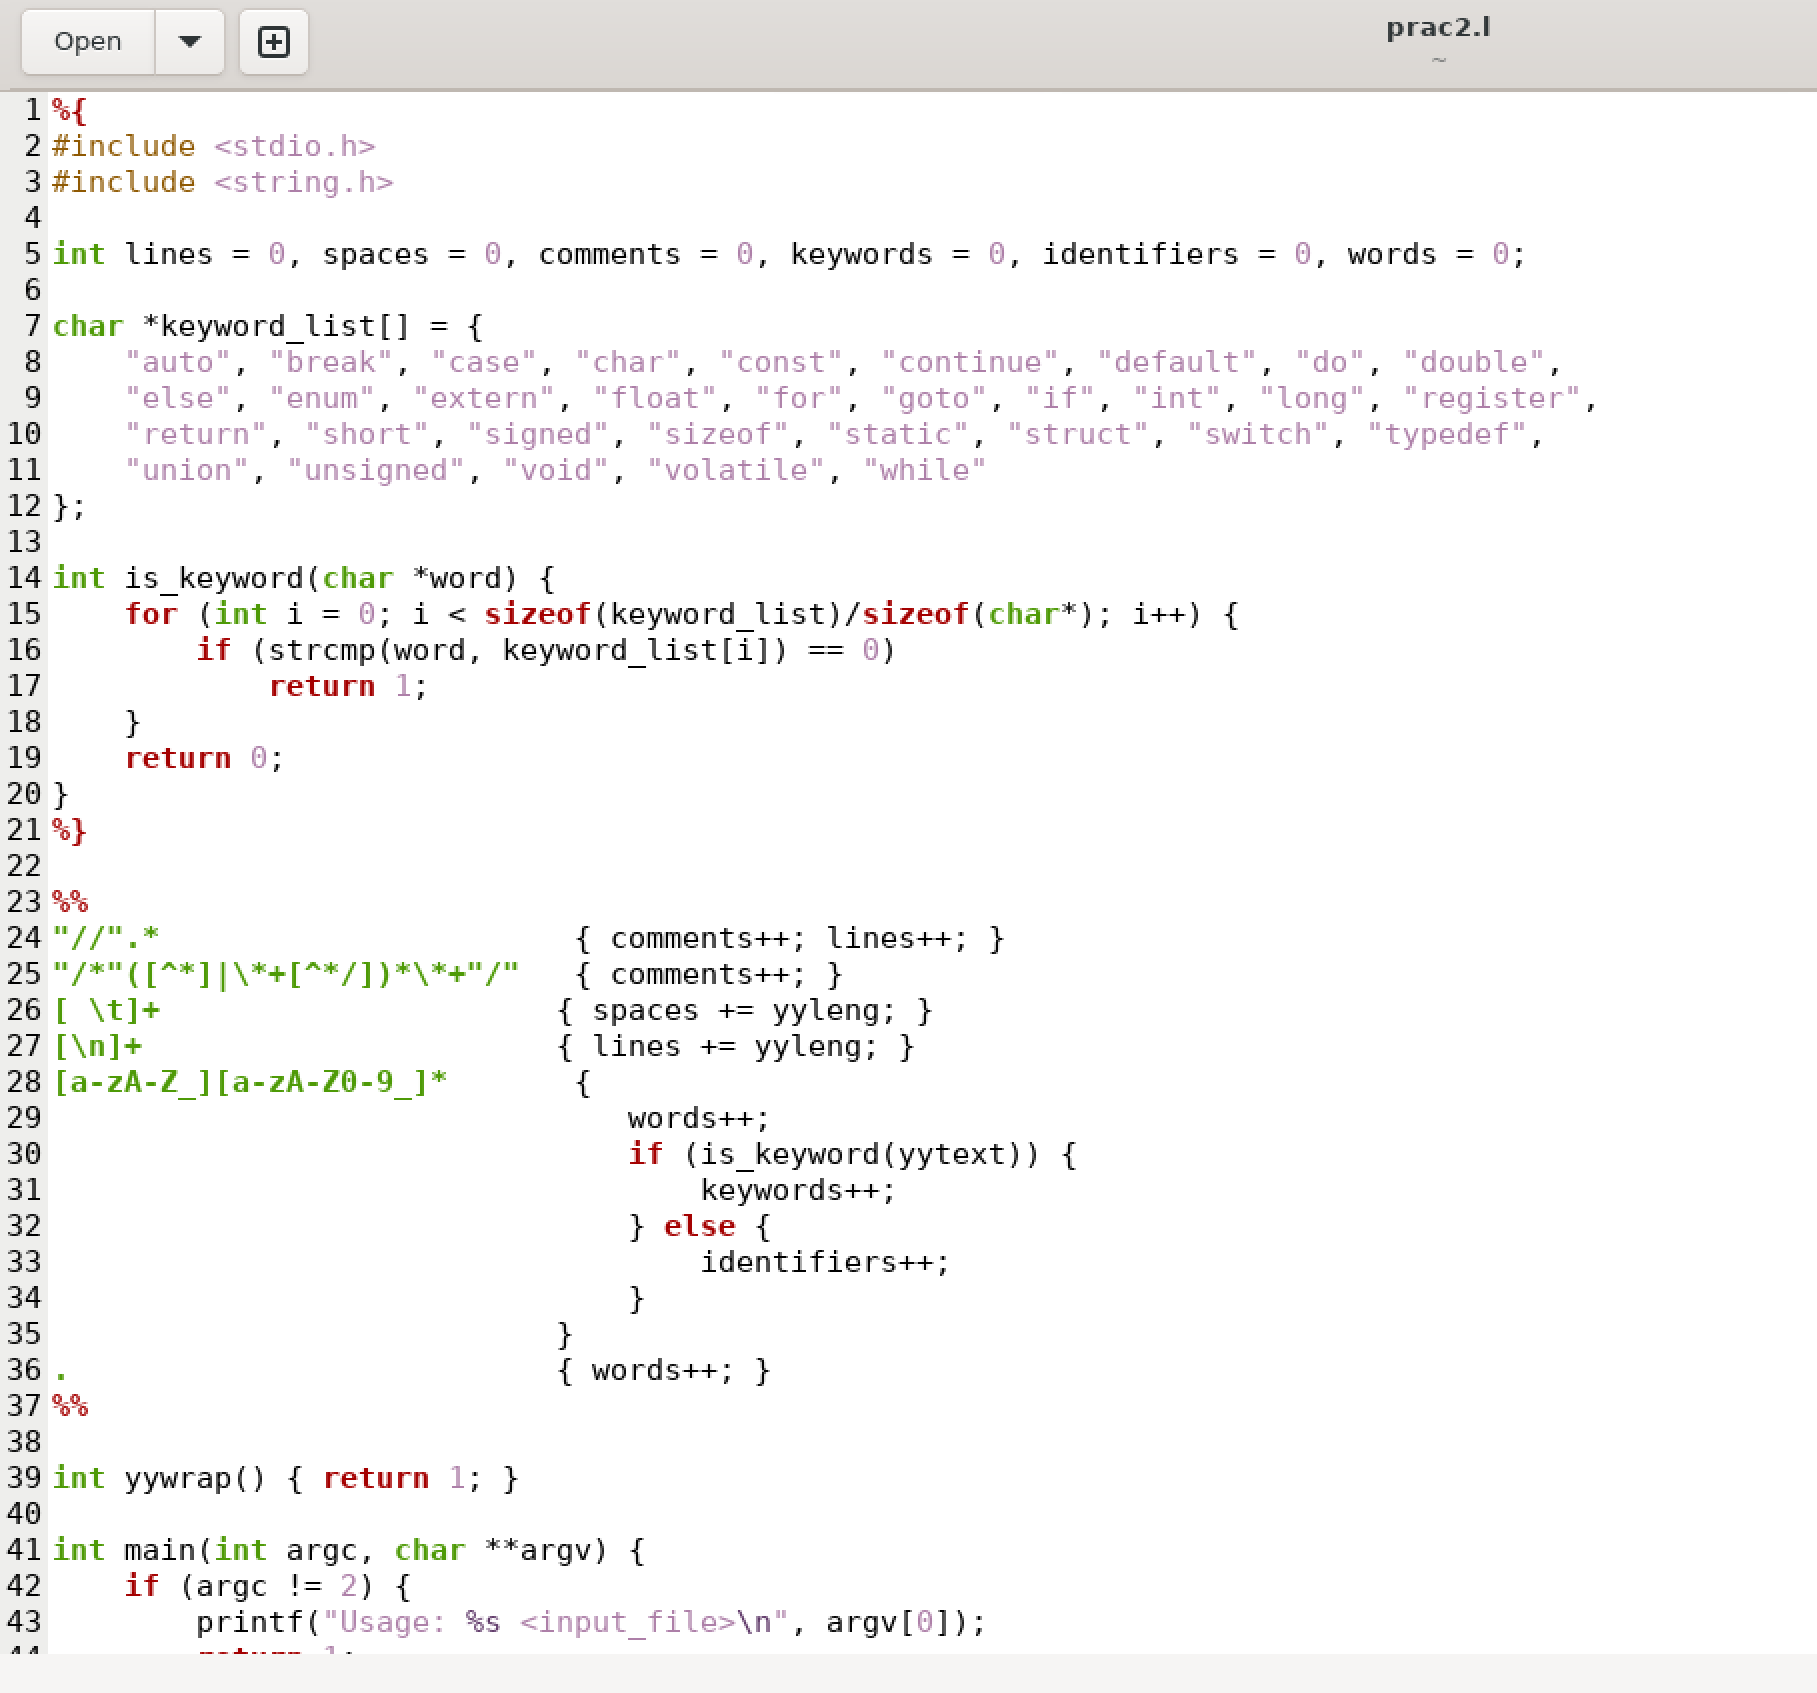 Open
prac2.l
~
1 %{
2 #include <stdio.h>
3 #include <string.h>
4
5 int lines = 0, spaces = 0, comments = 0, keywords = 0, identifiers = 0, words = 0;
6
7 char *keyword_list[] = {
8     "auto", "break", "case", "char", "const", "continue", "default", "do", "double",
9     "else", "enum", "extern", "float", "for", "goto", "if", "int", "long", "register",
10     "return", "short", "signed", "sizeof", "static", "struct", "switch", "typedef",
11     "union", "unsigned", "void", "volatile", "while"
12 };
13
14 int is_keyword(char *word) {
15     for (int i = 0; i < sizeof(keyword_list)/sizeof(char*); i++) {
16         if (strcmp(word, keyword_list[i]) == 0)
17             return 1;
18     }
19     return 0;
20 }
21 %}
22
23 %%
24 "//".*                       { comments++; lines++; }
25 "/*"([^*]|\*+[^*/])*\*+"/"   { comments++; }
26 [ \t]+                      { spaces += yyleng; }
27 [\n]+                       { lines += yyleng; }
28 [a-zA-Z_][a-zA-Z0-9_]*       {
29                                 words++;
30                                 if (is_keyword(yytext)) {
31                                     keywords++;
32                                 } else {
33                                     identifiers++;
34                                 }
35                             }
36 .                           { words++; }
37 %%
38
39 int yywrap() { return 1; }
40
41 int main(int argc, char **argv) {
42     if (argc != 2) {
43         printf("Usage: %s <input_file>\n", argv[0]);
44         return 1;